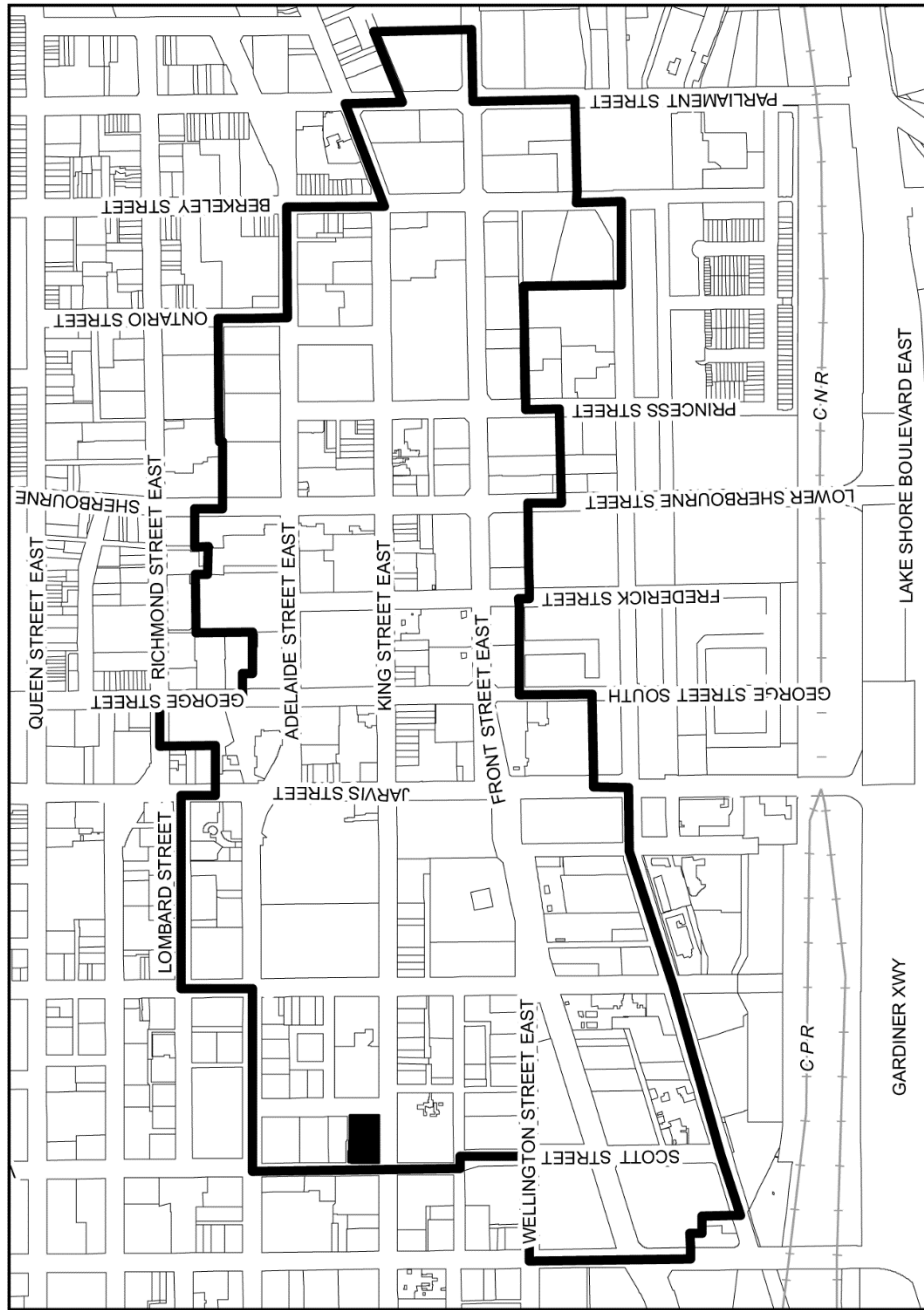 QUEEN STREET EAST
RICHMOND STREET EAST
LOMBARD STREET
ADELAIDE STREET EAST
KING STREET EAST
FRONT STREET EAST
WELLINGTON STREET EAST
BERKELEY STREET
ONTARIO STREET
SHERBOURNE
GEORGE STREET
JARVIS STREET
PARLIAMENT STREET
PRINCESS STREET
LOWER SHERBOURNE STREET
FREDERICK STREET
GEORGE STREET SOUTH
SCOTT STREET
C·N·R
C·P·R
LAKE SHORE BOULEVARD EAST
GARDINER XWY